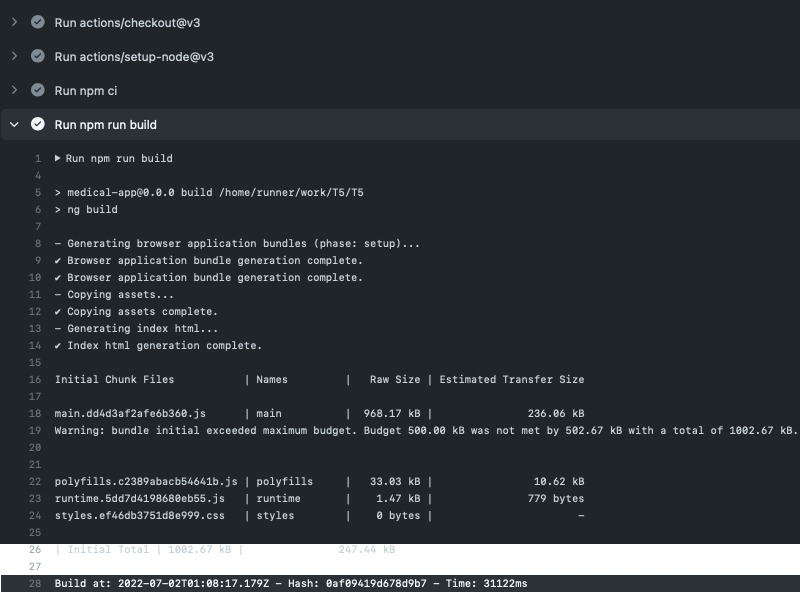 Run actions/checkout@v3
Run actions/setup-node@v3
Run npm ci
Run npm run build
1 Run npm run build
4
5 > medical-app@0.0.0 build /home/runner/work/T5/T5
6 > ng build
7
8 – Generating browser application bundles (phase: setup)...
9 ✔ Browser application bundle generation complete.
10 ✔ Browser application bundle generation complete.
11 – Copying assets...
12 ✔ Copying assets complete.
13 – Generating index html...
14 ✔ Index html generation complete.
15
16 Initial Chunk Files | Names | Raw Size | Estimated Transfer Size
17
18 main.dd4d3af2afe6b360.js | main | 968.17 kB | 236.06 kB
19 Warning: bundle initial exceeded maximum budget. Budget 500.00 kB was not met by 502.67 kB with a total of 1002.67 kB.
20
21
22 polyfills.c2389abacb54641b.js | polyfills | 33.03 kB | 10.62 kB
23 runtime.5dd7d4198680eb55.js | runtime | 1.47 kB | 779 bytes
24 styles.ef46db3751d8e999.css | styles | 0 bytes | –
25
26 | Initial Total | 1002.67 kB | 247.44 kB
27
28 Build at: 2022-07-02T01:08:17.179Z – Hash: 0af09419d678d9b7 – Time: 31122ms